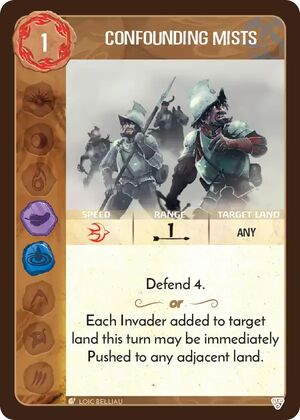 1
CONFOUNDING MISTS
SPEED
RANGE
TARGET LAND
1
ANY
Defend 4.
or
Each Invader added to target
land this turn may be immediately
Pushed to any adjacent land.
LOIC BELLIAU